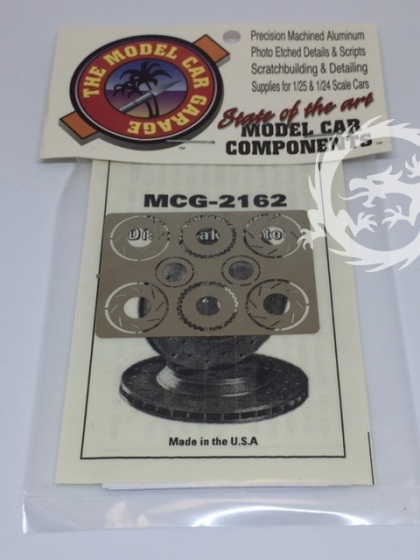 THE MODEL CAR GARAGE
Precision Machined Aluminum
Photo Etched Details & Scripts
Scratchbuilding & Detailing
Supplies for 1/25 & 1/24 Scale Cars
State of the art
MODEL CAR
COMPONENTS
MCG-2162
Made in the U.S.A